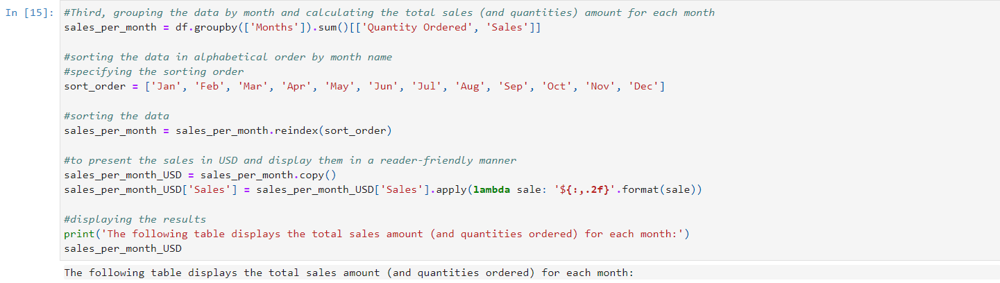 In [15]: #Third, grouping the data by month and calculating the total sales (and quantities) amount for each month
sales_per_month = df.groupby(['Months']).sum()[['Quantity Ordered', 'Sales']]
#sorting the data in alphabetical order by month name
#specifying the sorting order
sort_order = ['Jan', 'Feb', 'Mar', 'Apr', 'May', 'Jun', 'Jul', 'Aug', 'Sep', 'Oct', 'Nov', 'Dec']
#sorting the data
sales_per_month = sales_per_month.reindex(sort_order)
#to present the sales in USD and display them in a reader-friendly manner
sales_per_month_USD = sales_per_month.copy()
sales_per_month_USD['Sales'] = sales_per_month_USD['Sales'].apply(lambda sale: '${:,.2f}'.format(sale))
#displaying the results
print('The following table displays the total sales amount (and quantities ordered) for each month:')
sales_per_month_USD
The following table displays the total sales amount (and quantities ordered) for each month: